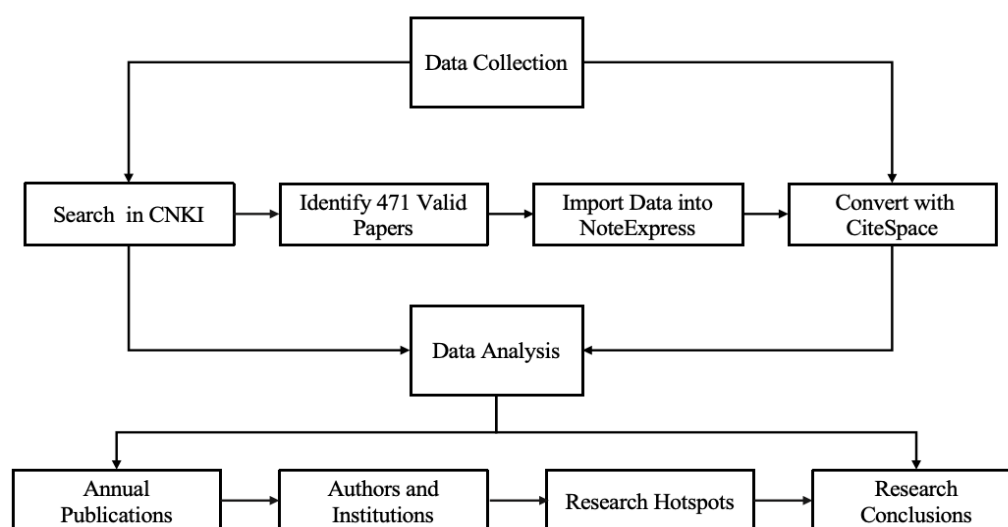 Data Collection
Search in CNKI
Identify 471 Valid
Papers
Import Data into
NoteExpress
Convert with
CiteSpace
Data Analysis
Annual
Publications
Authors and
Institutions
Research Hotspots
Research
Conclusions